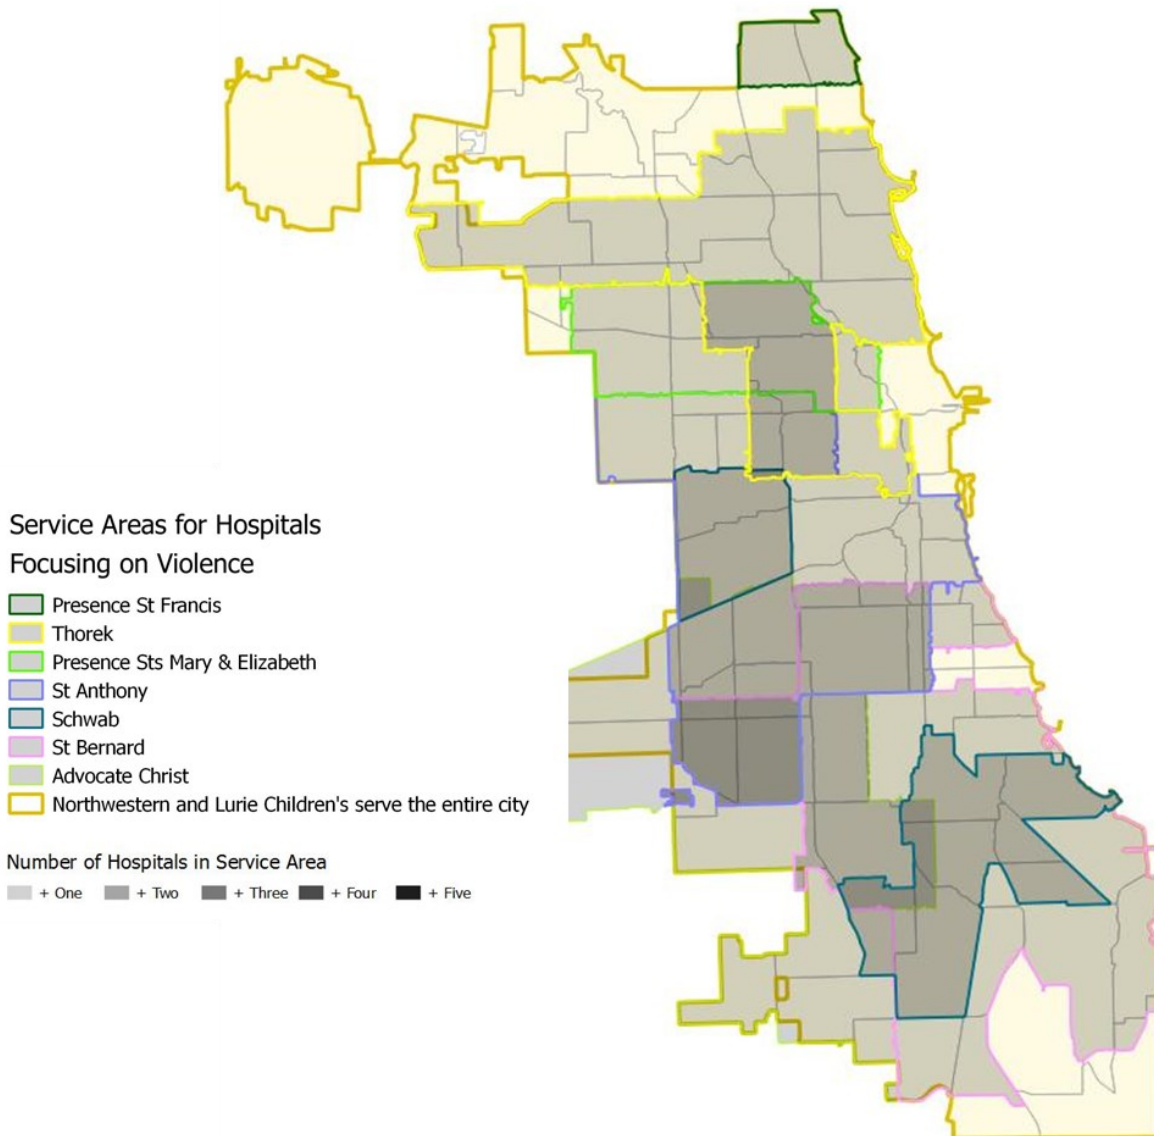 Service Areas for Hospitals
Focusing on Violence
Presence St Francis
Thorek
Presence Sts Mary & Elizabeth
St Anthony
Schwab
St Bernard
Advocate Christ
Northwestern and Lurie Children's serve the entire city
Number of Hospitals in Service Area
+ One + Two + Three + Four + Five